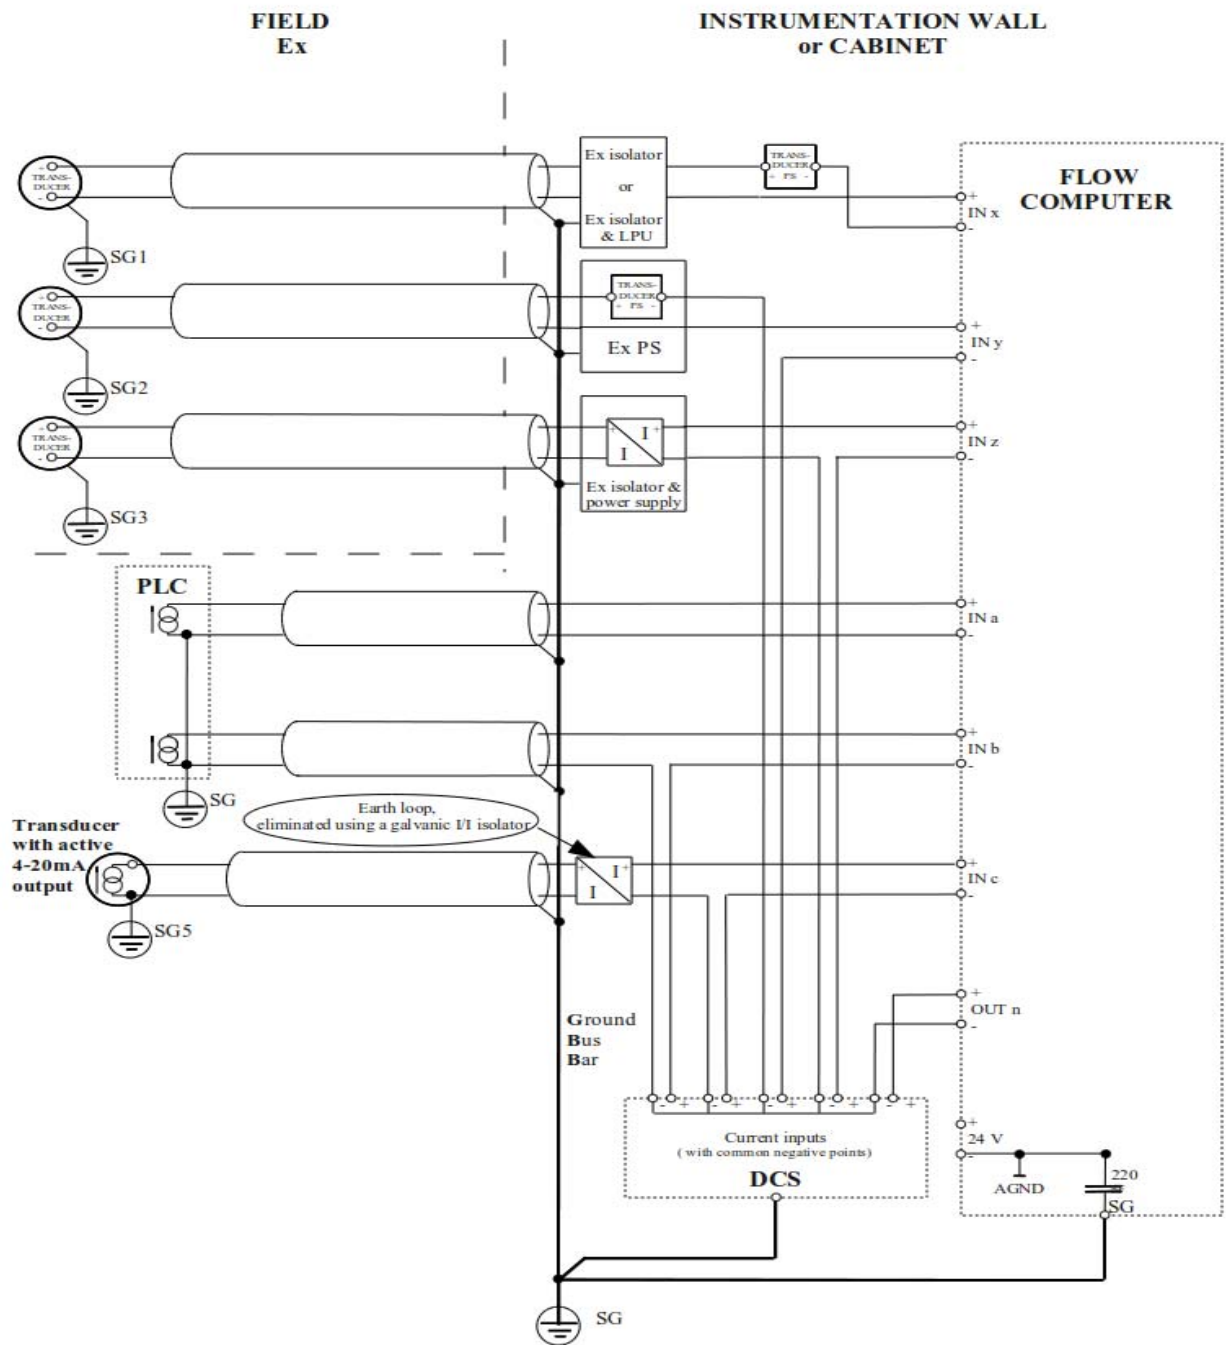 FIELD
Ex
INSTRUMENTATION WALL
or CABINET
+
TRANS-
DUCER
-
SG1
Ex isolator
or
Ex isolator
& LPU
TRANS-
DUCER
+ PS -
FLOW
COMPUTER
+
IN x
-
+
TRANS-
DUCER
-
SG2
TRANS-
DUCER
+ PS -
Ex PS
+
IN y
-
+
TRANS-
DUCER
-
SG3
+ I +
I
Ex isolator &
power supply
+
IN z
-
PLC
+
IN a
-
+
IN b
-
SG
Earth loop,
eliminated using a galvanic I/I isolator
Transducer
with active
4-20mA
output
SG5
+ I +
I
+
IN c
-
+
OUT n
-
Ground
Bus
Bar
- + - + - + - + - +
Current inputs
( with common negative points)
DCS
+
24 V
-
AGND
220
SG
SG